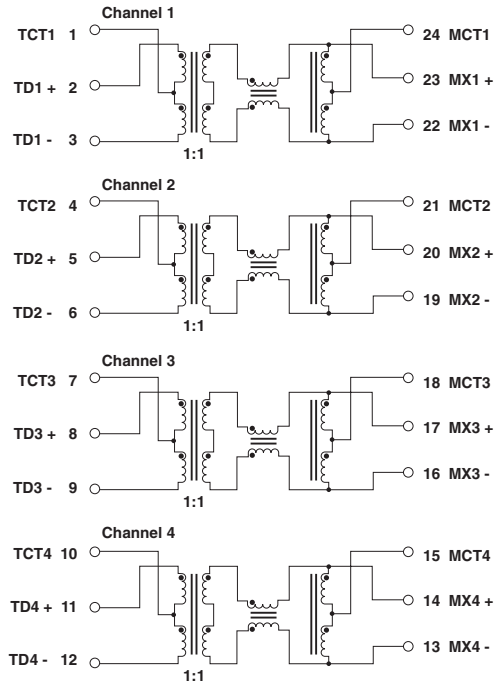 Channel 1
TCT1 1
24 MCT1
TD1 + 2
23 MX1 +
TD1 - 3
22 MX1 -
1:1
Channel 2
TCT2 4
21 MCT2
TD2 + 5
20 MX2 +
TD2 - 6
19 MX2 -
1:1
Channel 3
TCT3 7
18 MCT3
TD3 + 8
17 MX3 +
TD3 - 9
16 MX3 -
1:1
Channel 4
TCT4 10
15 MCT4
TD4 + 11
14 MX4 +
TD4 - 12
13 MX4 -
1:1